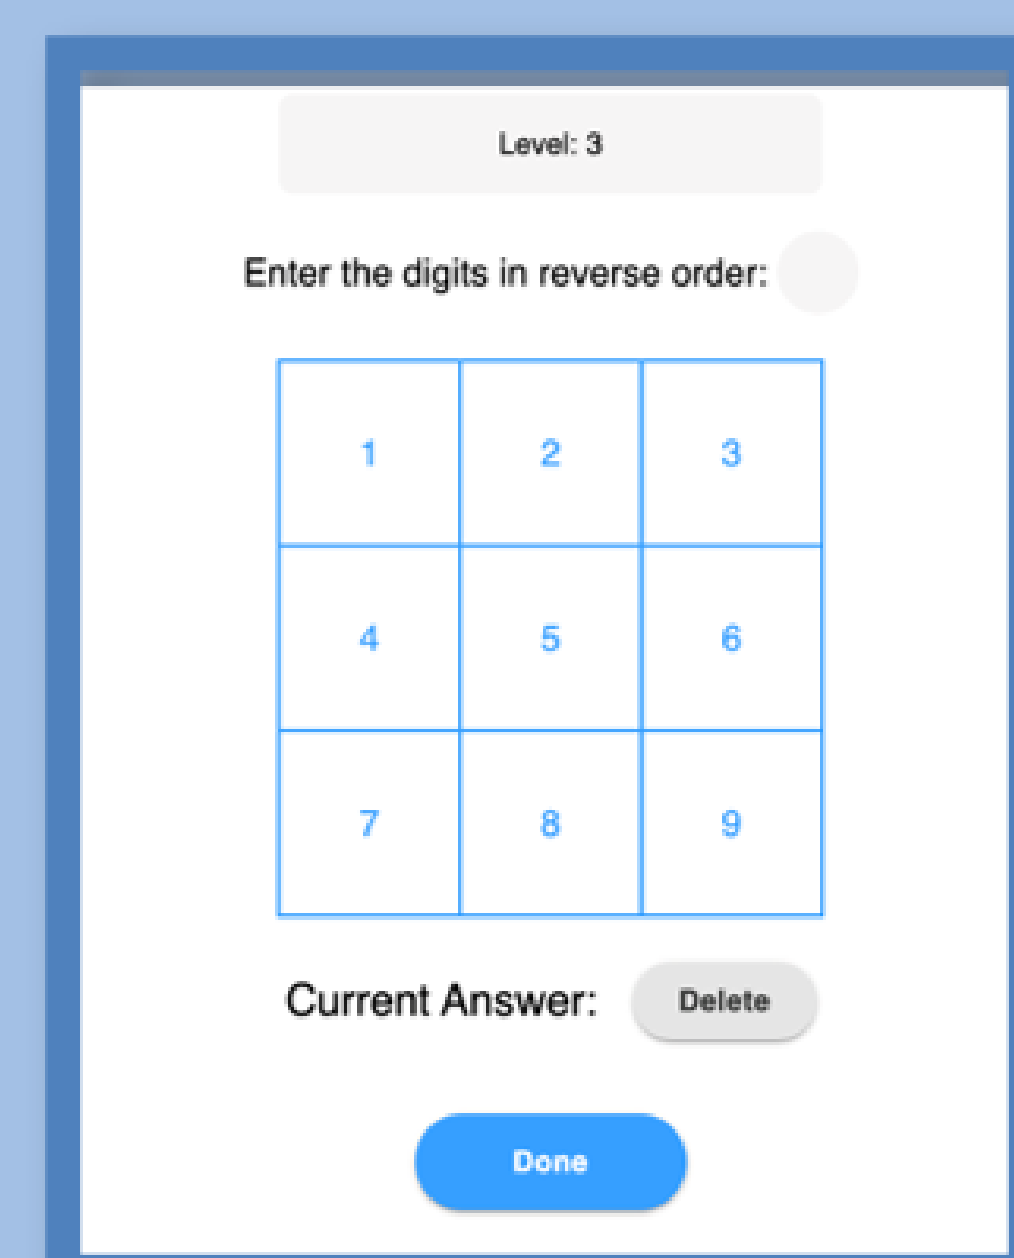 Level: 3
Enter the digits in reverse order:
1 2 3
4 5 6
7 8 9
Current Answer: Delete
Done